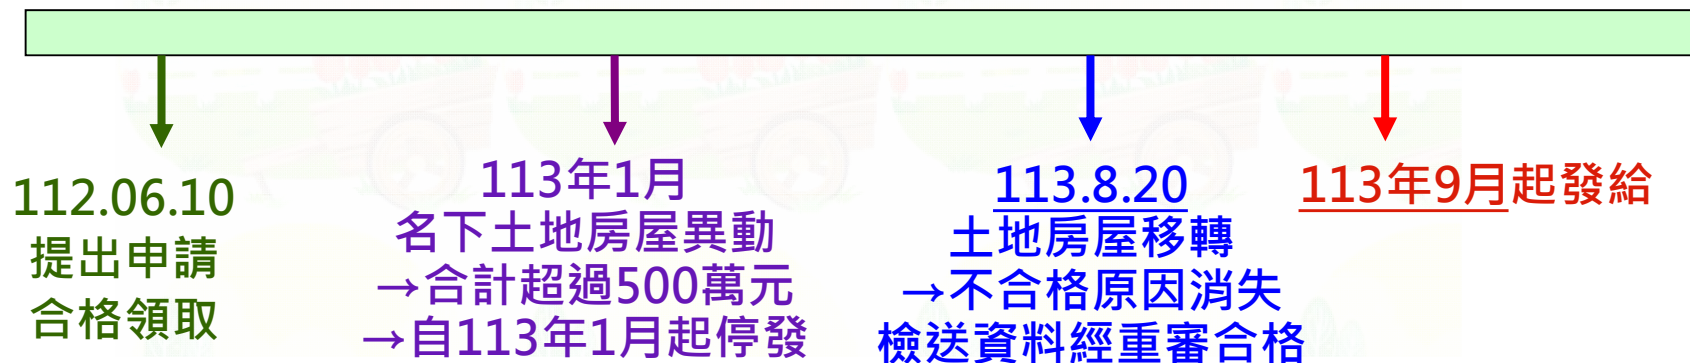 112.06.10
提出申請
合格領取
113年1月
名下土地房屋異動
→合計超過500萬元
→自113年1月起停發
113.8.20
土地房屋移轉
→不合格原因消失
檢送資料經重審合格
113年9月起發給